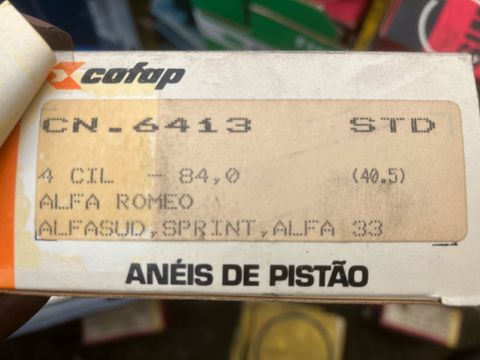 cofap
CN.6413 STD
4 CIL - 84,0 (40.5)
ALFA ROMEO
ALFASUD,SPRINT,ALFA 33
ANÉIS DE PISTÃO